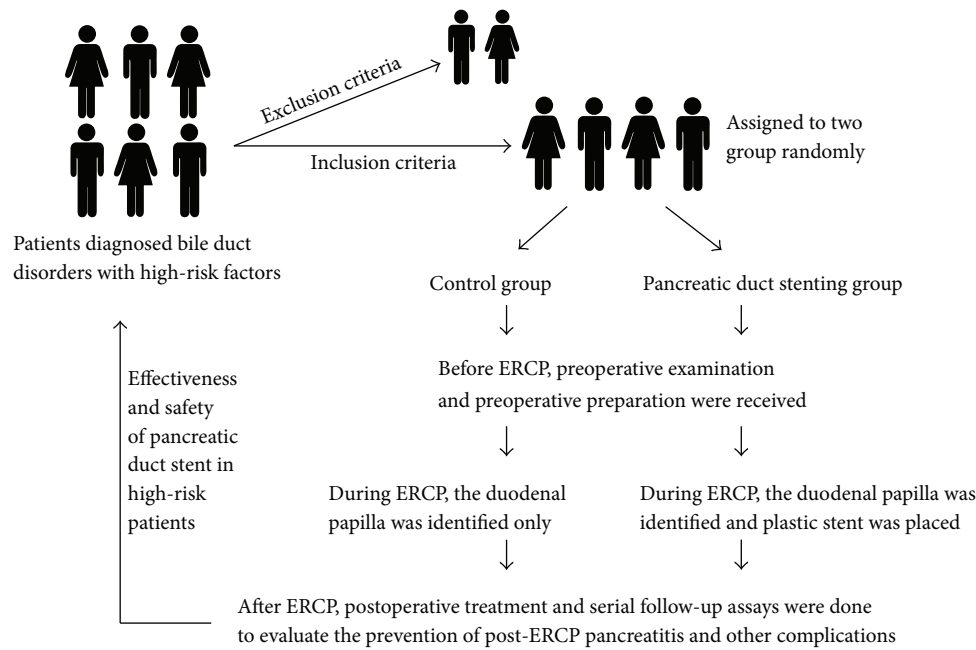 Exclusion criteria
Inclusion criteria
Assigned to two
group randomly
Patients diagnosed bile duct
disorders with high-risk factors
Control group
Pancreatic duct stenting group
Before ERCP, preoperative examination
and preoperative preparation were received
Effectiveness
and safety
of pancreatic
duct stent in
high-risk
patients
During ERCP, the duodenal
papilla was identified only
During ERCP, the duodenal papilla was
identified and plastic stent was placed
After ERCP, postoperative treatment and serial follow-up assays were done
to evaluate the prevention of post-ERCP pancreatitis and other complications